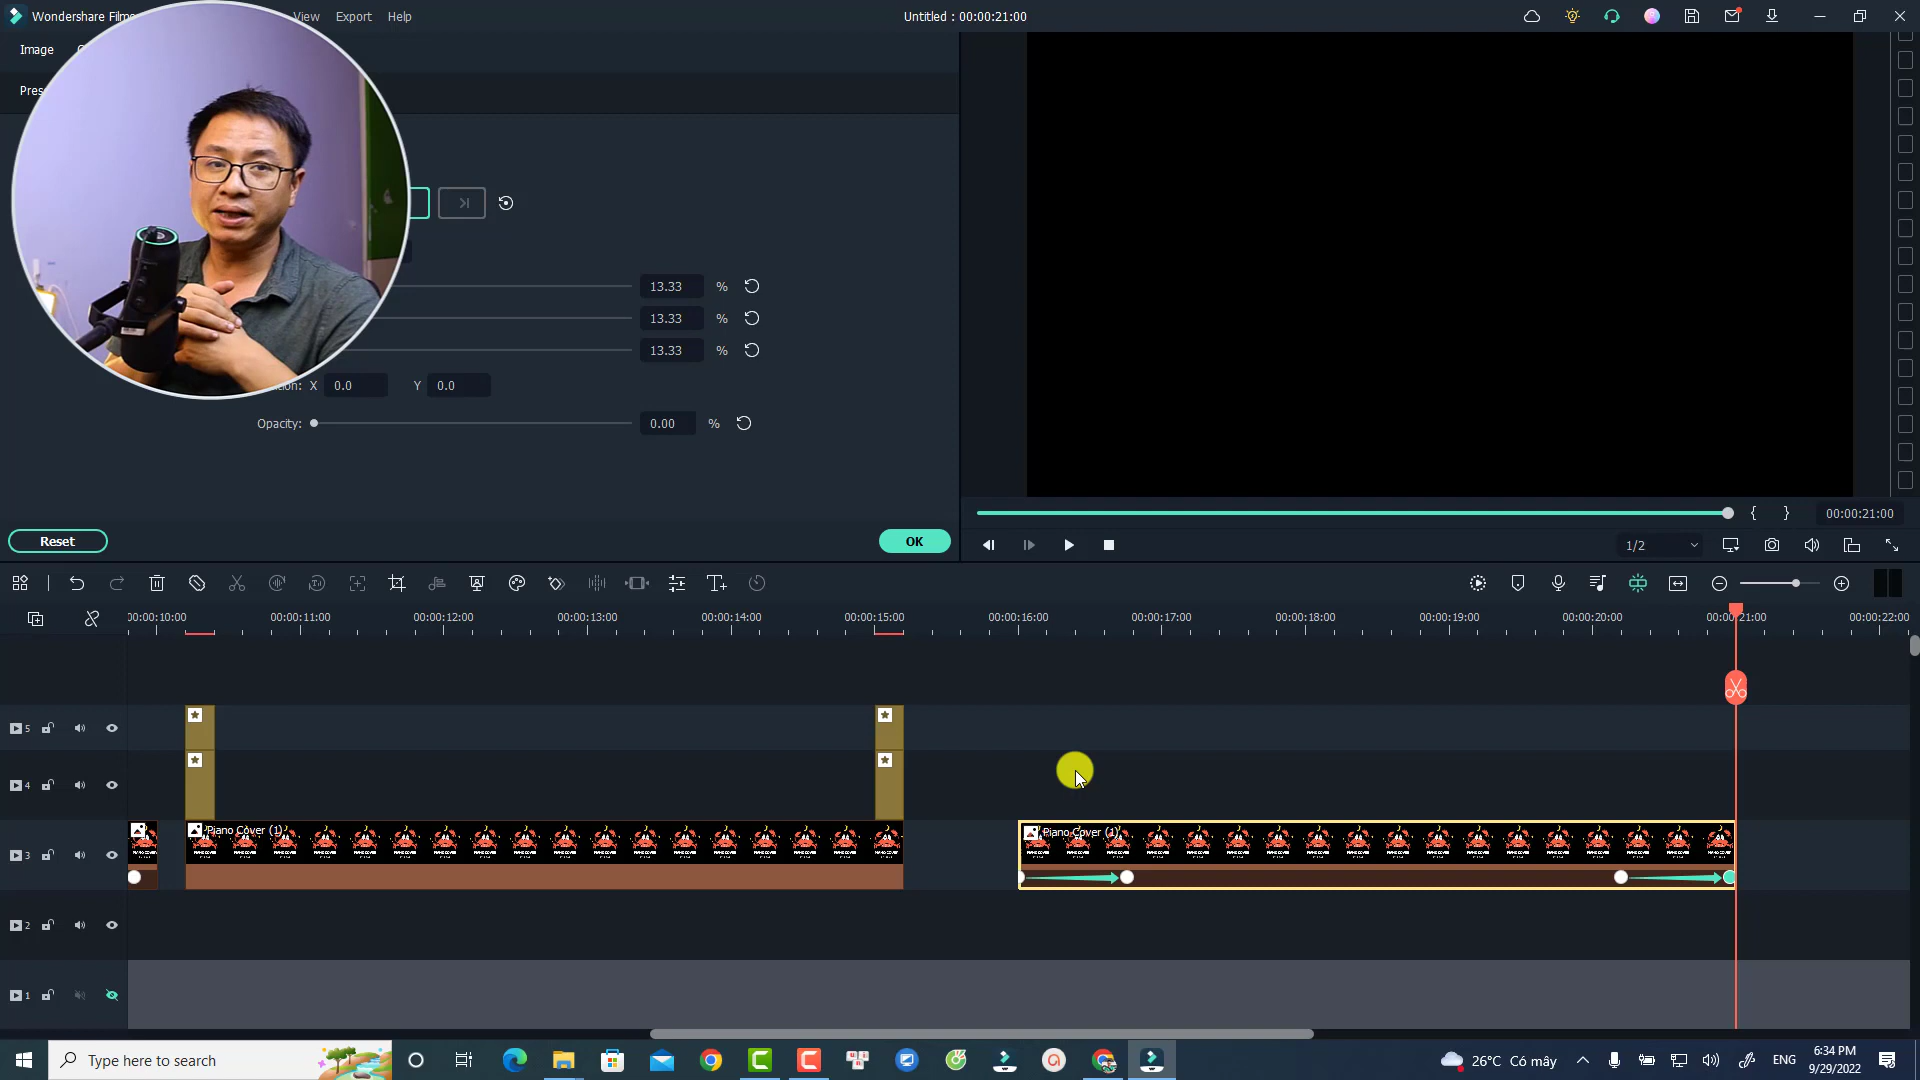 Wondershare Filmo
View
Export
Help
Untitled : 00:00:21:00
Image
Pres
13.33 %
13.33 %
13.33 %
X 0.0 Y 0.0
Opacity: 0.00 %
Reset
OK
00:00:21:00
1/2
00:00:10:00 00:00:11:00 00:00:12:00 00:00:13:00 00:00:14:00 00:00:15:00 00:00:16:00 00:00:17:00 00:00:18:00 00:00:19:00 00:00:20:00 00:00:21:00 00:00:22:00
5
4
Piano Cover (1)
Piano Cover (1)
3
2
1
Type here to search
26°C Có mây
ENG
6:34 PM
9/29/2022